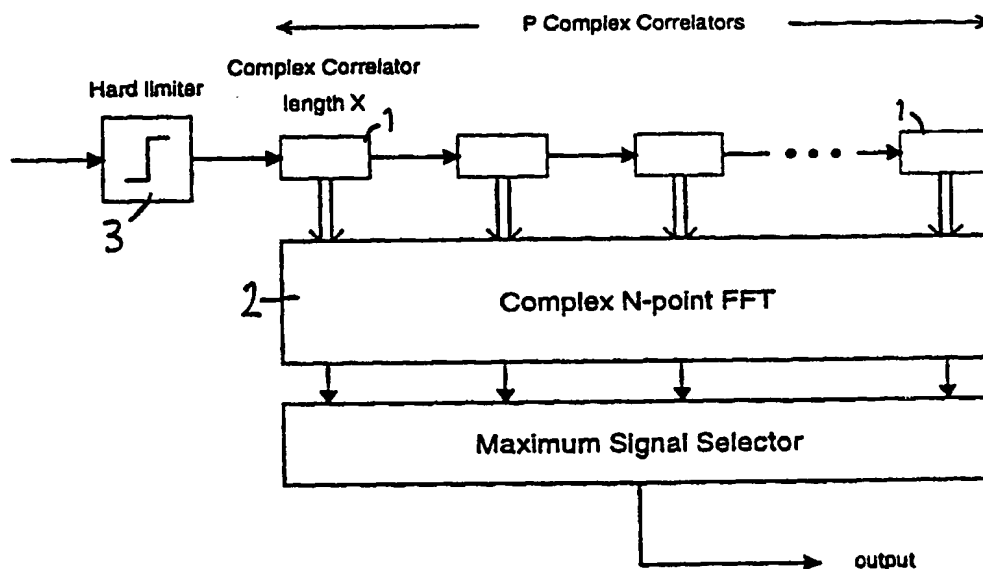 P Complex Correlators
Complex Correlator
length X
Hard limiter
1
1
3
2
Complex N-point FFT
Maximum Signal Selector
output